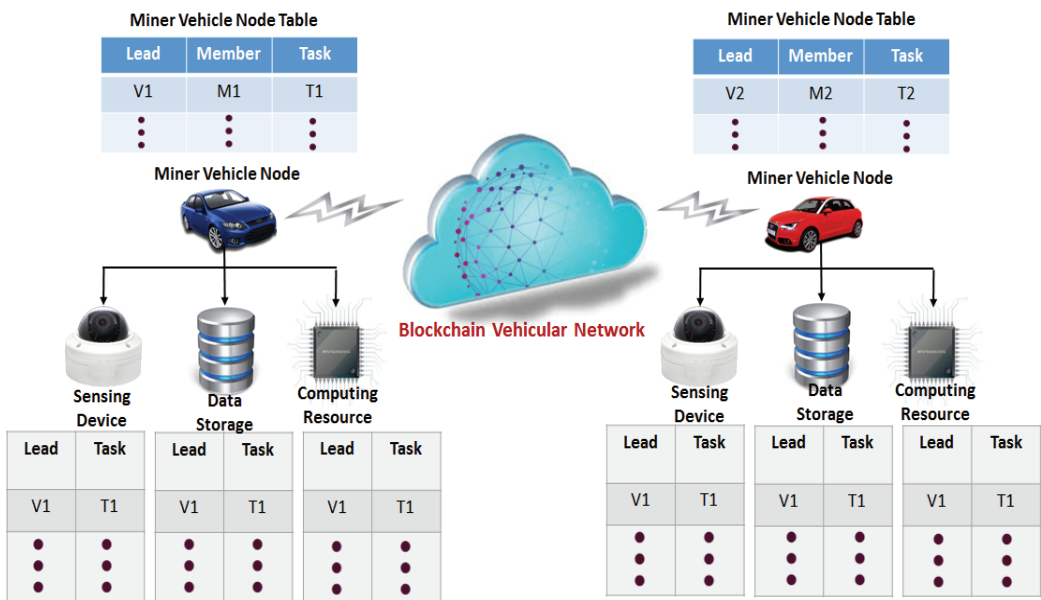 Miner Vehicle Node Table
Lead Member Task
V1 M1 T1
Miner Vehicle Node
Miner Vehicle Node Table
Lead Member Task
V2 M2 T2
Miner Vehicle Node
Blockchain Vehicular Network
Sensing
Device
Data
Storage
Computing
Resource
Lead Task
V1 T1
Lead Task
V1 T1
Lead Task
V1 T1
Sensing
Device
Data
Storage
Computing
Resource
Lead Task
V1 T1
Lead Task
V1 T1
Lead Task
V1 T1